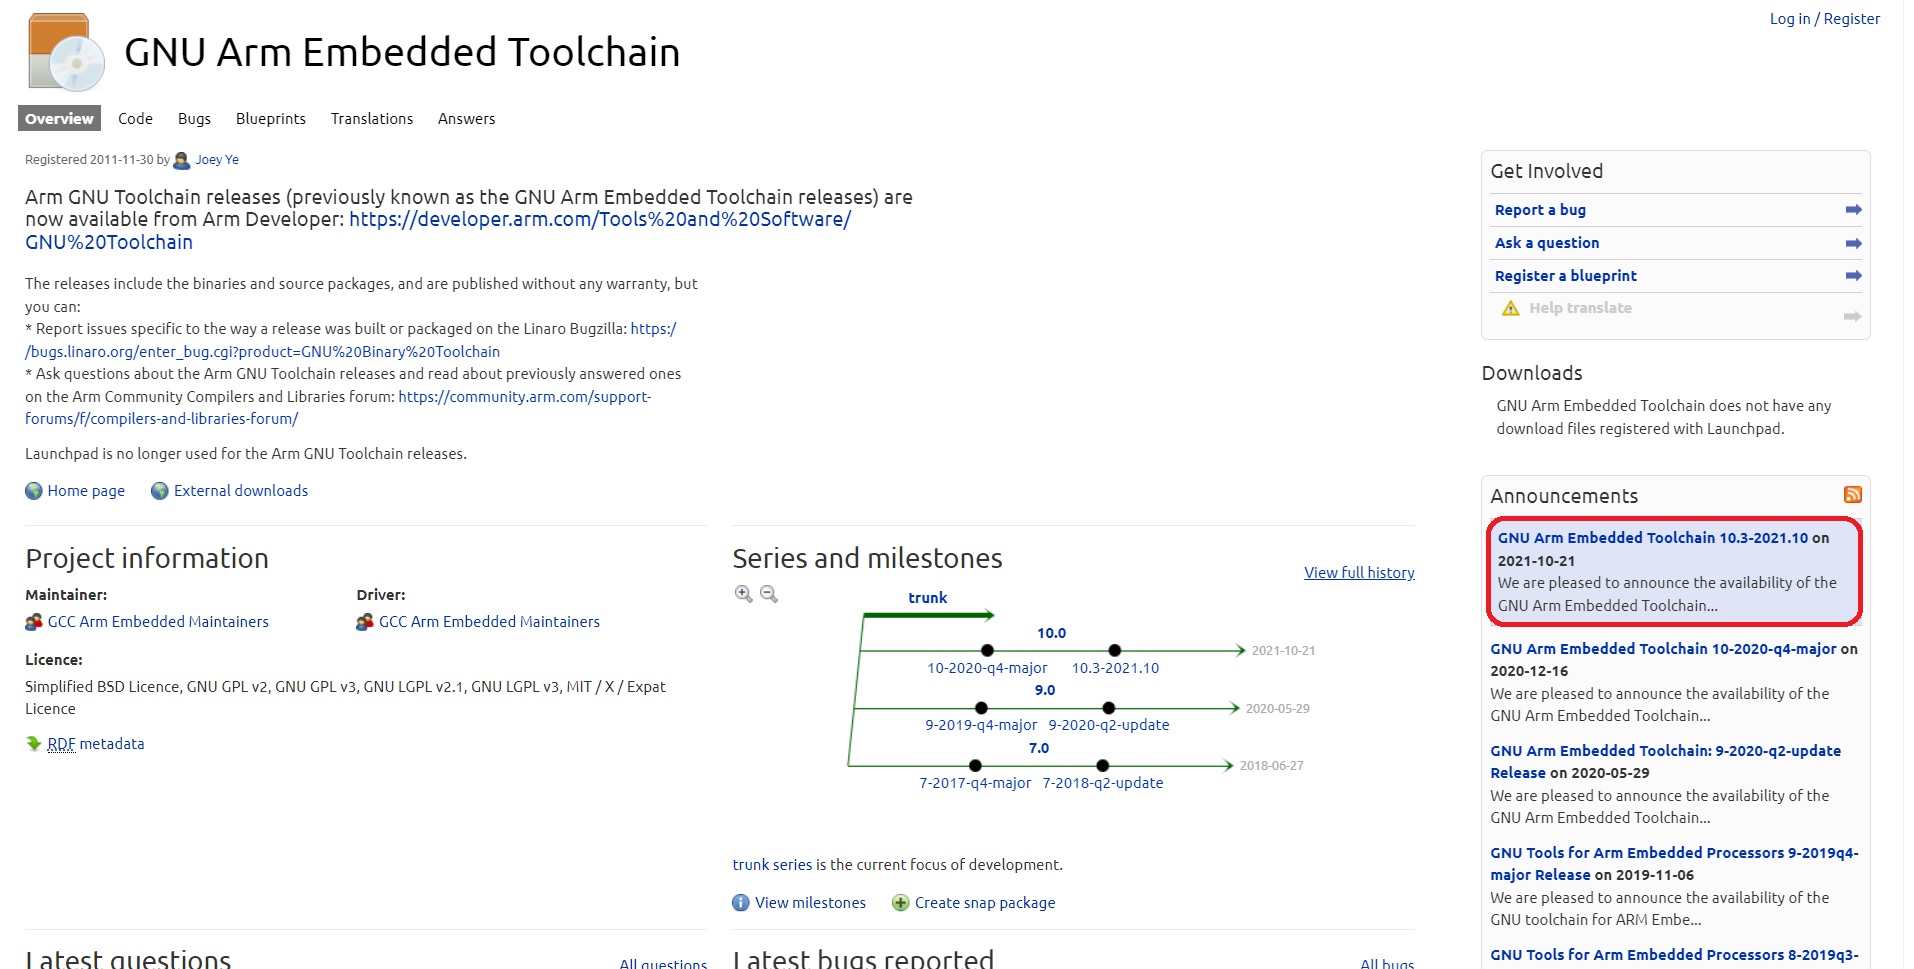 Log in / Register
GNU Arm Embedded Toolchain
Overview Code Bugs Blueprints Translations Answers
Registered 2011-11-30 by Joey Ye
Arm GNU Toolchain releases (previously known as the GNU Arm Embedded Toolchain releases) are
now available from Arm Developer: https://developer.arm.com/Tools%20and%20Software/
GNU%20Toolchain
The releases include the binaries and source packages, and are published without any warranty, but
you can:
* Report issues specific to the way a release was built or packaged on the Linaro Bugzilla: https:/
/bugs.linaro.org/enter_bug.cgi?product=GNU%20Binary%20Toolchain
* Ask questions about the Arm GNU Toolchain releases and read about previously answered ones
on the Arm Community Compilers and Libraries forum: https://community.arm.com/support-
forums/f/compilers-and-libraries-forum/
Launchpad is no longer used for the Arm GNU Toolchain releases.
Home page External downloads
Project information
Maintainer: Driver:
GCC Arm Embedded Maintainers GCC Arm Embedded Maintainers
Licence:
Simplified BSD Licence, GNU GPL v2, GNU GPL v3, GNU LGPL v2.1, GNU LGPL v3, MIT / X / Expat
Licence
RDF metadata
Series and milestones
View full history
trunk
10.0
2021-10-21
10-2020-q4-major 10.3-2021.10
9.0
2020-05-29
9-2019-q4-major 9-2020-q2-update
7.0
2018-06-27
7-2017-q4-major 7-2018-q2-update
trunk series is the current focus of development.
View milestones Create snap package
Latest questions All questions
Latest bugs reported All bugs
Get Involved
Report a bug
Ask a question
Register a blueprint
Help translate
Downloads
GNU Arm Embedded Toolchain does not have any
download files registered with Launchpad.
Announcements
GNU Arm Embedded Toolchain 10.3-2021.10 on
2021-10-21
We are pleased to announce the availability of the
GNU Arm Embedded Toolchain...
GNU Arm Embedded Toolchain 10-2020-q4-major on
2020-12-16
We are pleased to announce the availability of the
GNU Arm Embedded Toolchain...
GNU Arm Embedded Toolchain: 9-2020-q2-update
Release on 2020-05-29
We are pleased to announce the availability of the
GNU Arm Embedded Toolchain...
GNU Tools for Arm Embedded Processors 9-2019q4-
major Release on 2019-11-06
We are pleased to announce the availability of the
GNU toolchain for ARM Embe...
GNU Tools for Arm Embedded Processors 8-2019q3-